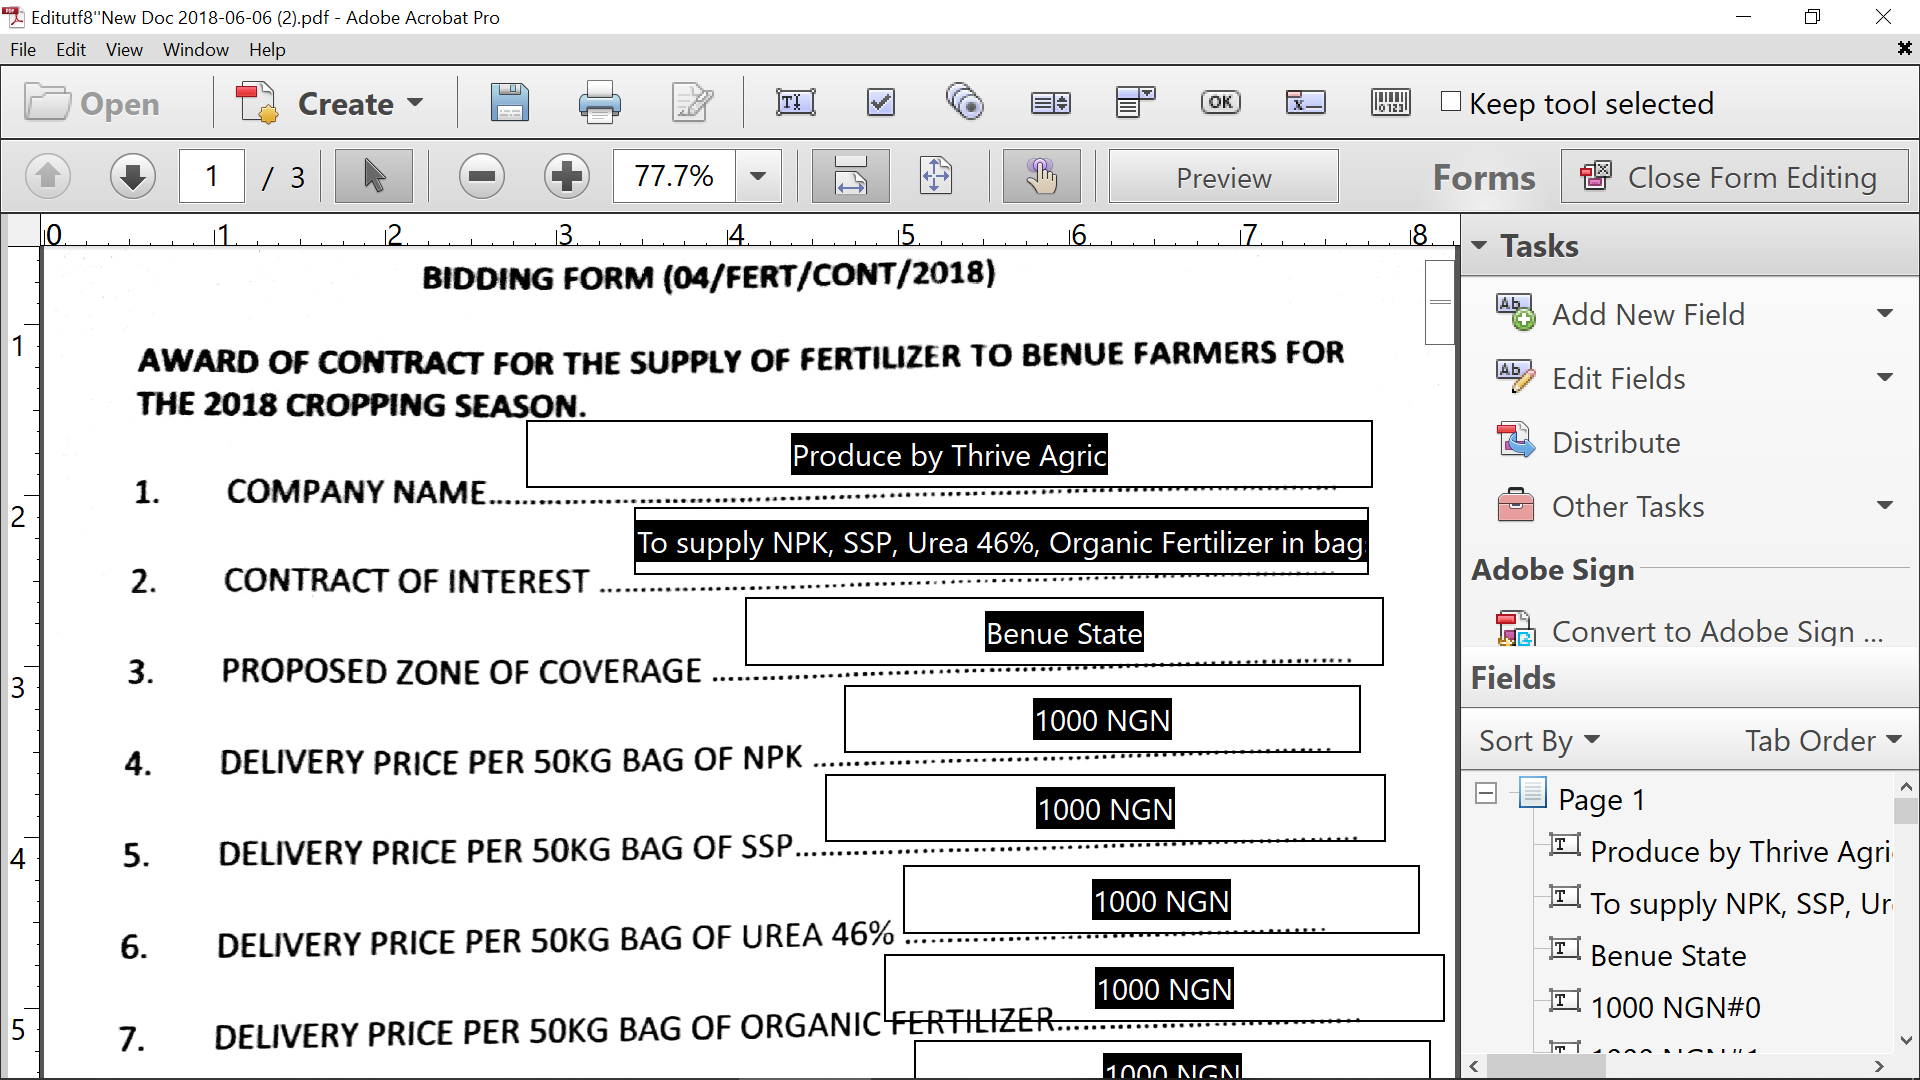 Editutf8"New Doc 2018-06-06 (2).pdf - Adobe Acrobat Pro
File Edit View Window Help
Open Create Keep tool selected
1 / 3 77.7% Preview Forms Close Form Editing
0 1 2 3 4 5 6 7 8
BIDDING FORM (04/FERT/CONT/2018)
AWARD OF CONTRACT FOR THE SUPPLY OF FERTILIZER TO BENUE FARMERS FOR
THE 2018 CROPPING SEASON.
Produce by Thrive Agric
1. COMPANY NAME
To supply NPK, SSP, Urea 46%, Organic Fertilizer in bag
2. CONTRACT OF INTEREST
Benue State
3. PROPOSED ZONE OF COVERAGE
1000 NGN
4. DELIVERY PRICE PER 50KG BAG OF NPK
1000 NGN
5. DELIVERY PRICE PER 50KG BAG OF SSP
1000 NGN
6. DELIVERY PRICE PER 50KG BAG OF UREA 46%
1000 NGN
7. DELIVERY PRICE PER 50KG BAG OF ORGANIC FERTILIZER
1000 NGN
1
2
3
4
5
Tasks
Add New Field
Edit Fields
Distribute
Other Tasks
Adobe Sign
Convert to Adobe Sign ...
Fields
Sort By Tab Order
Page 1
Produce by Thrive Agri
To supply NPK, SSP, Ur
Benue State
1000 NGN#0
1000 NGN#1